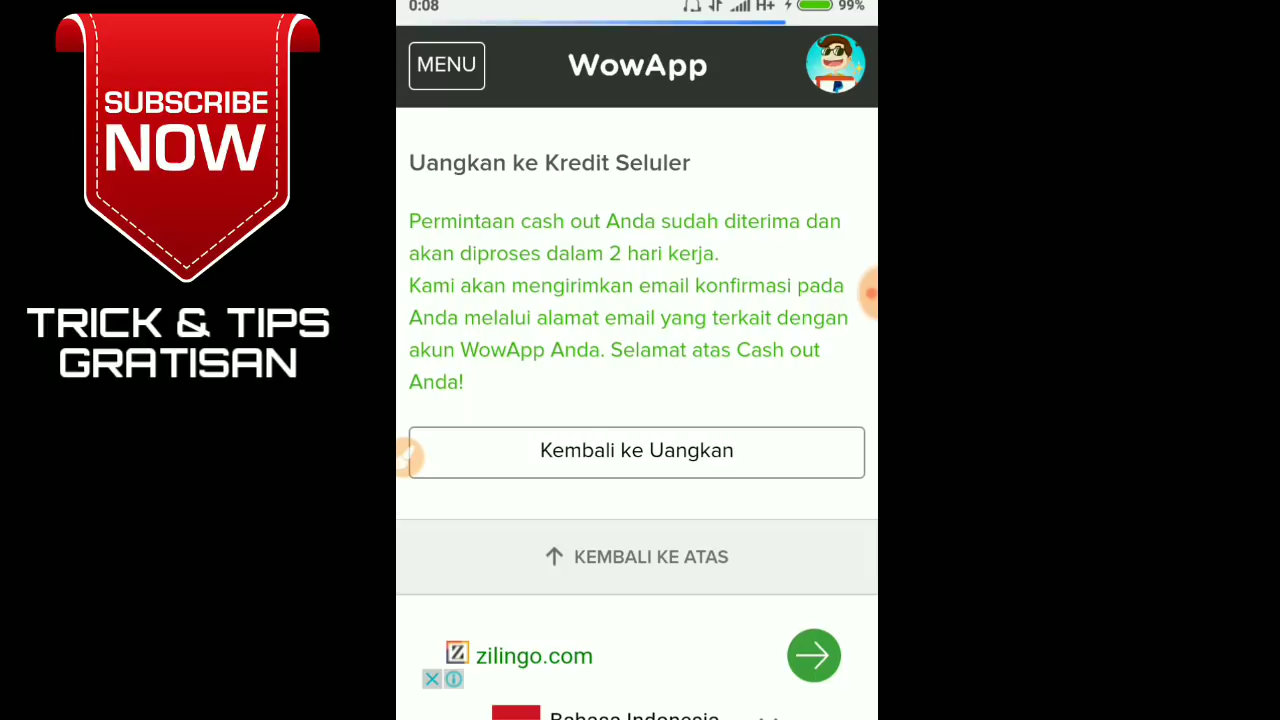 SUBSCRIBE
NOW
TRICK & TIPS
GRATISAN
0:08
H+
99%
MENU
WowApp
Uangkan ke Kredit Seluler
Permintaan cash out Anda sudah diterima dan
akan diproses dalam 2 hari kerja.
Kami akan mengirimkan email konfirmasi pada
Anda melalui alamat email yang terkait dengan
akun WowApp Anda. Selamat atas Cash out
Anda!
Kembali ke Uangkan
KEMBALI KE ATAS
Z zilingo.com
Bahasa Indonesia